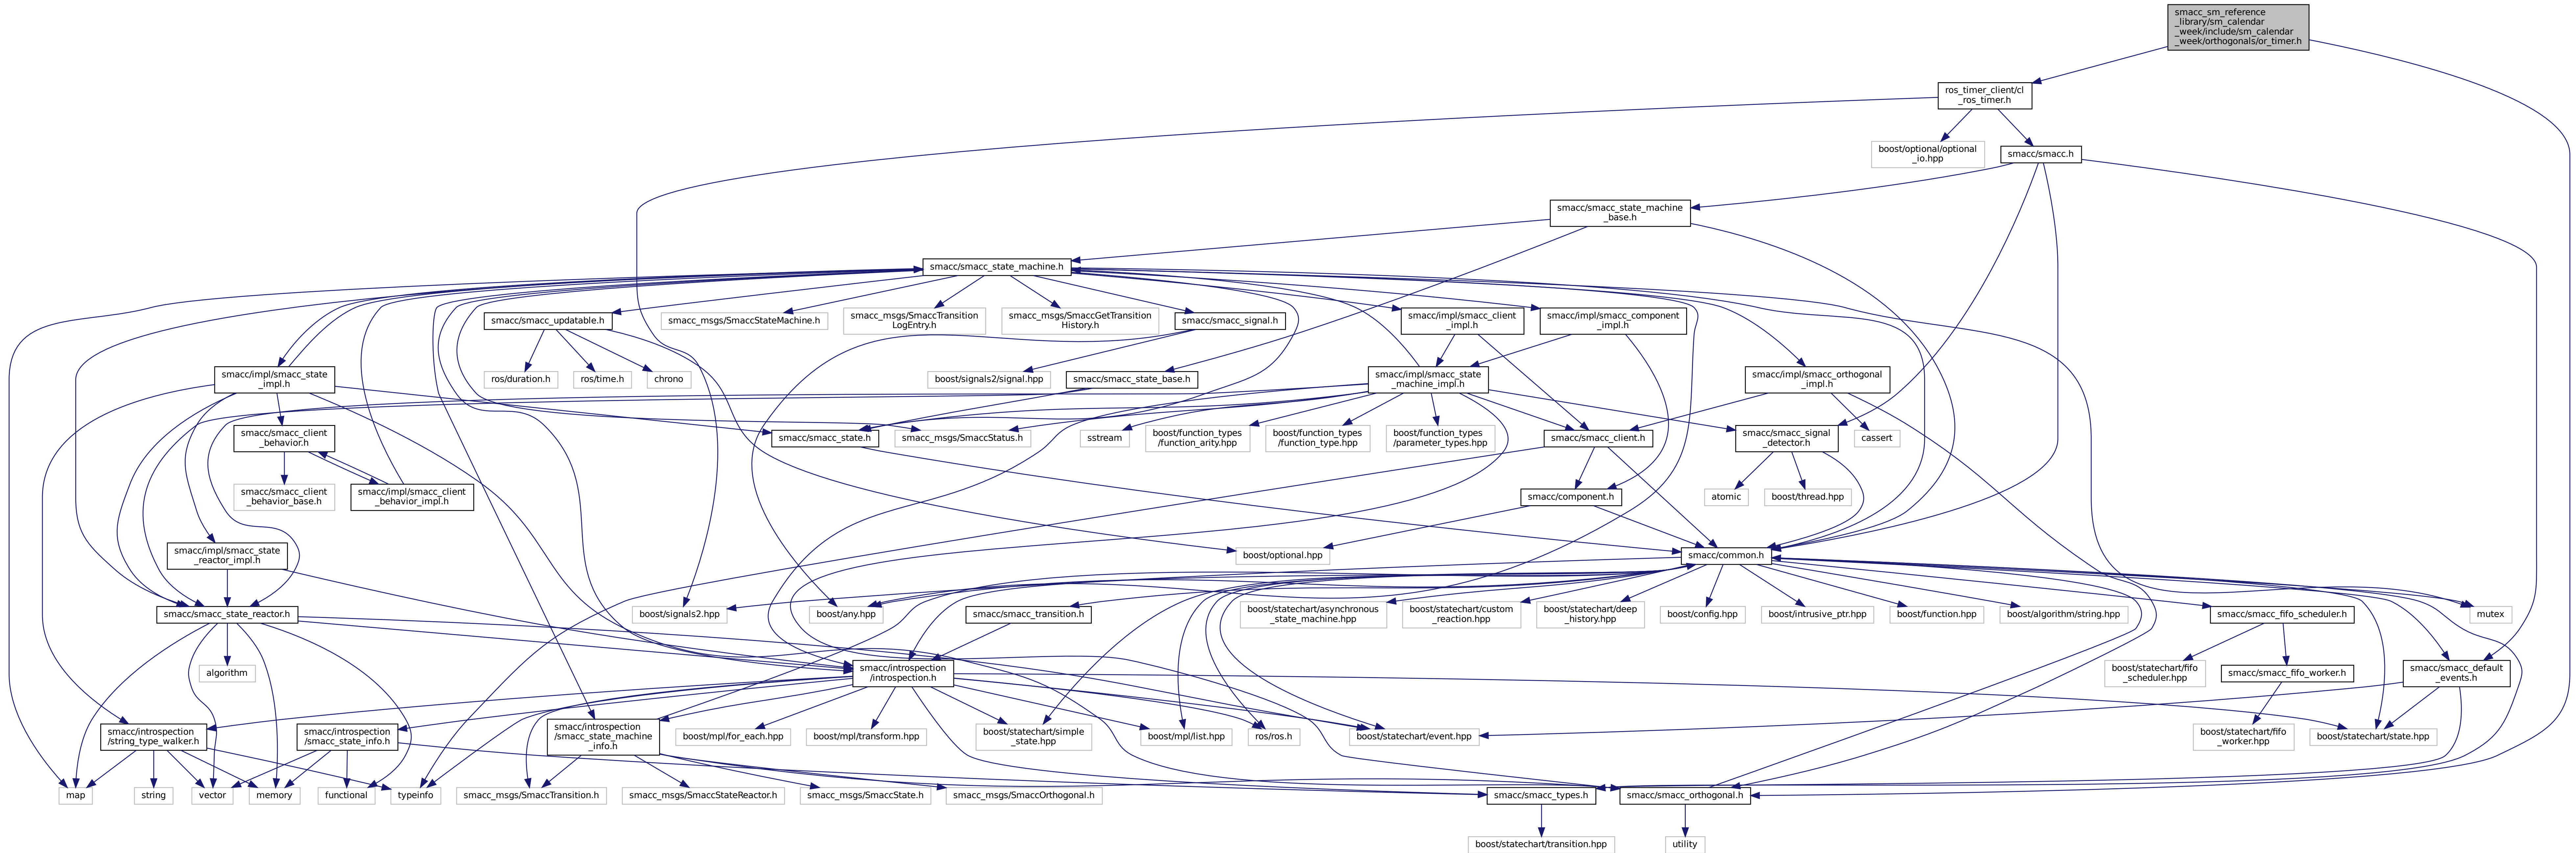 smacc_sm_reference
_library/sm_calendar
_week/include/sm_calendar
_week/orthogonals/or_timer.h
ros_timer_client/cl
_ros_timer.h
boost/optional/optional
_io.hpp
smacc/smacc.h
smacc/smacc_state_machine
_base.h
smacc/smacc_state_machine.h
smacc/smacc_updatable.h
smacc_msgs/SmaccStateMachine.h
smacc_msgs/SmaccTransition
LogEntry.h
smacc_msgs/SmaccGetTransition
History.h
smacc/smacc_signal.h
smacc/impl/smacc_client
_impl.h
smacc/impl/smacc_component
_impl.h
smacc/impl/smacc_state
_impl.h
ros/duration.h
ros/time.h
chrono
boost/signals2/signal.hpp
smacc/smacc_state_base.h
smacc/impl/smacc_state
_machine_impl.h
smacc/impl/smacc_orthogonal
_impl.h
smacc/smacc_client
_behavior.h
smacc/smacc_state.h
smacc_msgs/SmaccStatus.h
sstream
boost/function_types
/function_arity.hpp
boost/function_types
/function_type.hpp
boost/function_types
/parameter_types.hpp
smacc/smacc_client.h
smacc/smacc_signal
_detector.h
cassert
smacc/smacc_client
_behavior_base.h
smacc/impl/smacc_client
_behavior_impl.h
smacc/component.h
atomic
boost/thread.hpp
smacc/impl/smacc_state
_reactor_impl.h
boost/optional.hpp
smacc/common.h
smacc/smacc_state_reactor.h
boost/signals2.hpp
boost/any.hpp
smacc/smacc_transition.h
boost/statechart/asynchronous
_state_machine.hpp
boost/statechart/custom
_reaction.hpp
boost/statechart/deep
_history.hpp
boost/config.hpp
boost/intrusive_ptr.hpp
boost/function.hpp
boost/algorithm/string.hpp
smacc/smacc_fifo_scheduler.h
mutex
algorithm
smacc/introspection
/introspection.h
boost/statechart/fifo
_scheduler.hpp
smacc/smacc_fifo_worker.h
smacc/smacc_default
_events.h
smacc/introspection
/string_type_walker.h
smacc/introspection
/smacc_state_info.h
smacc/introspection
/smacc_state_machine
_info.h
boost/mpl/for_each.hpp
boost/mpl/transform.hpp
boost/statechart/simple
_state.hpp
boost/mpl/list.hpp
ros/ros.h
boost/statechart/event.hpp
boost/statechart/fifo
_worker.hpp
boost/statechart/state.hpp
map
string
vector
memory
functional
typeinfo
smacc_msgs/SmaccTransition.h
smacc_msgs/SmaccStateReactor.h
smacc_msgs/SmaccState.h
smacc_msgs/SmaccOrthogonal.h
smacc/smacc_types.h
smacc/smacc_orthogonal.h
boost/statechart/transition.hpp
utility